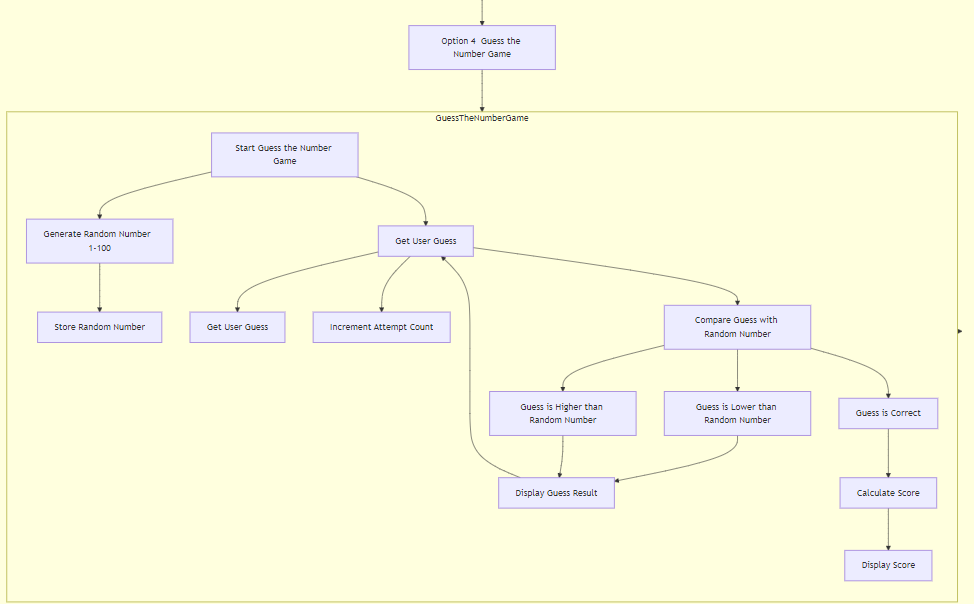 Option 4 Guess the
Number Game
GuessTheNumberGame
Start Guess the Number
Game
Generate Random Number
1-100
Get User Guess
Store Random Number
Get User Guess
Increment Attempt Count
Compare Guess with
Random Number
Guess is Higher than
Random Number
Guess is Lower than
Random Number
Guess is Correct
Display Guess Result
Calculate Score
Display Score